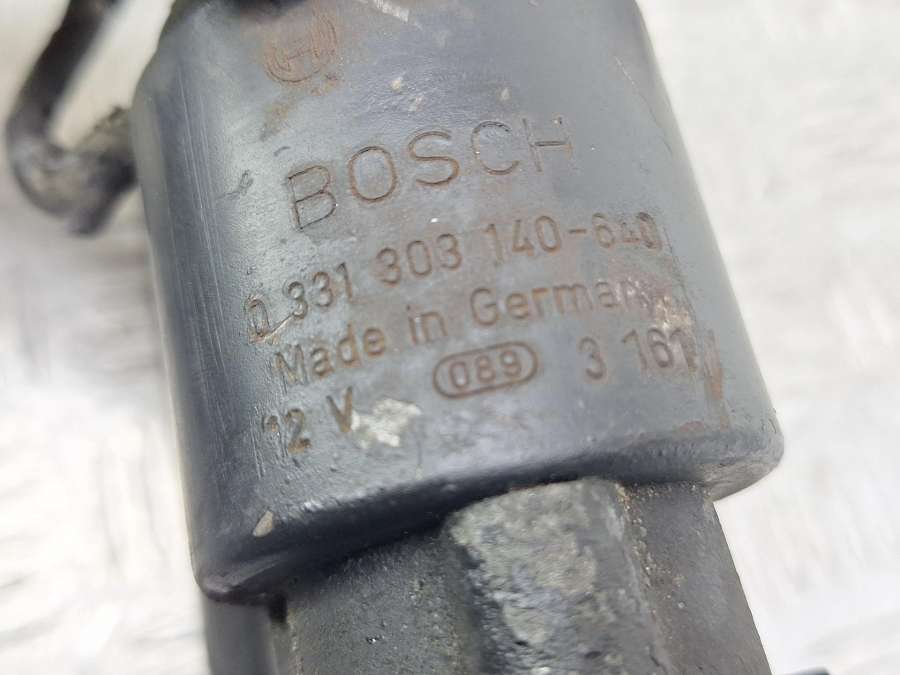 BOSCH
0 331 303 140-640
Made in Germany
12 V 089 3 161